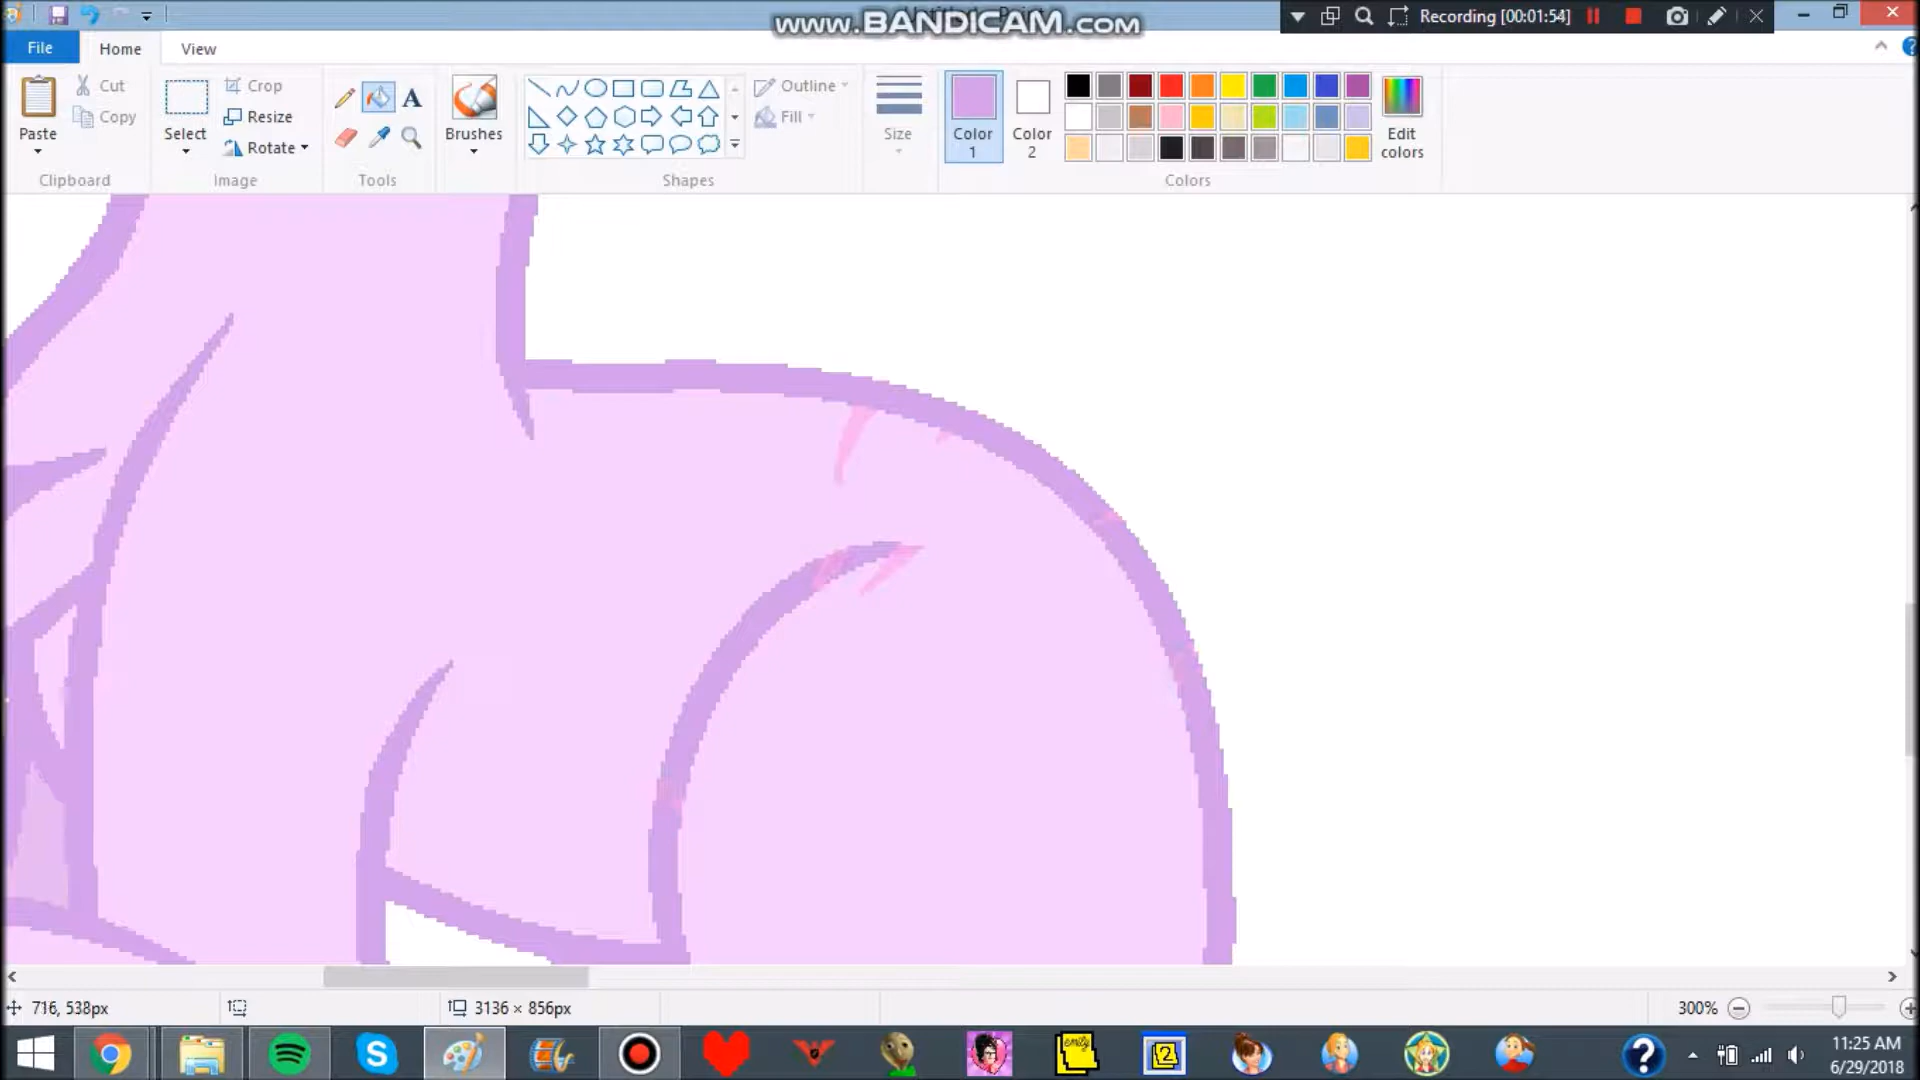 www.BANDICAM.com
Recording [00:01:54]
File
Home
View
Paste
Cut
Copy
Clipboard
Select
Crop
Resize
Rotate
Image
A
Tools
Brushes
Outline
Fill
Shapes
Size
Color
1
Color
2
Edit
colors
Colors
716, 538px
3136 × 856px
300%
emily
2
11:25 AM
6/29/2018